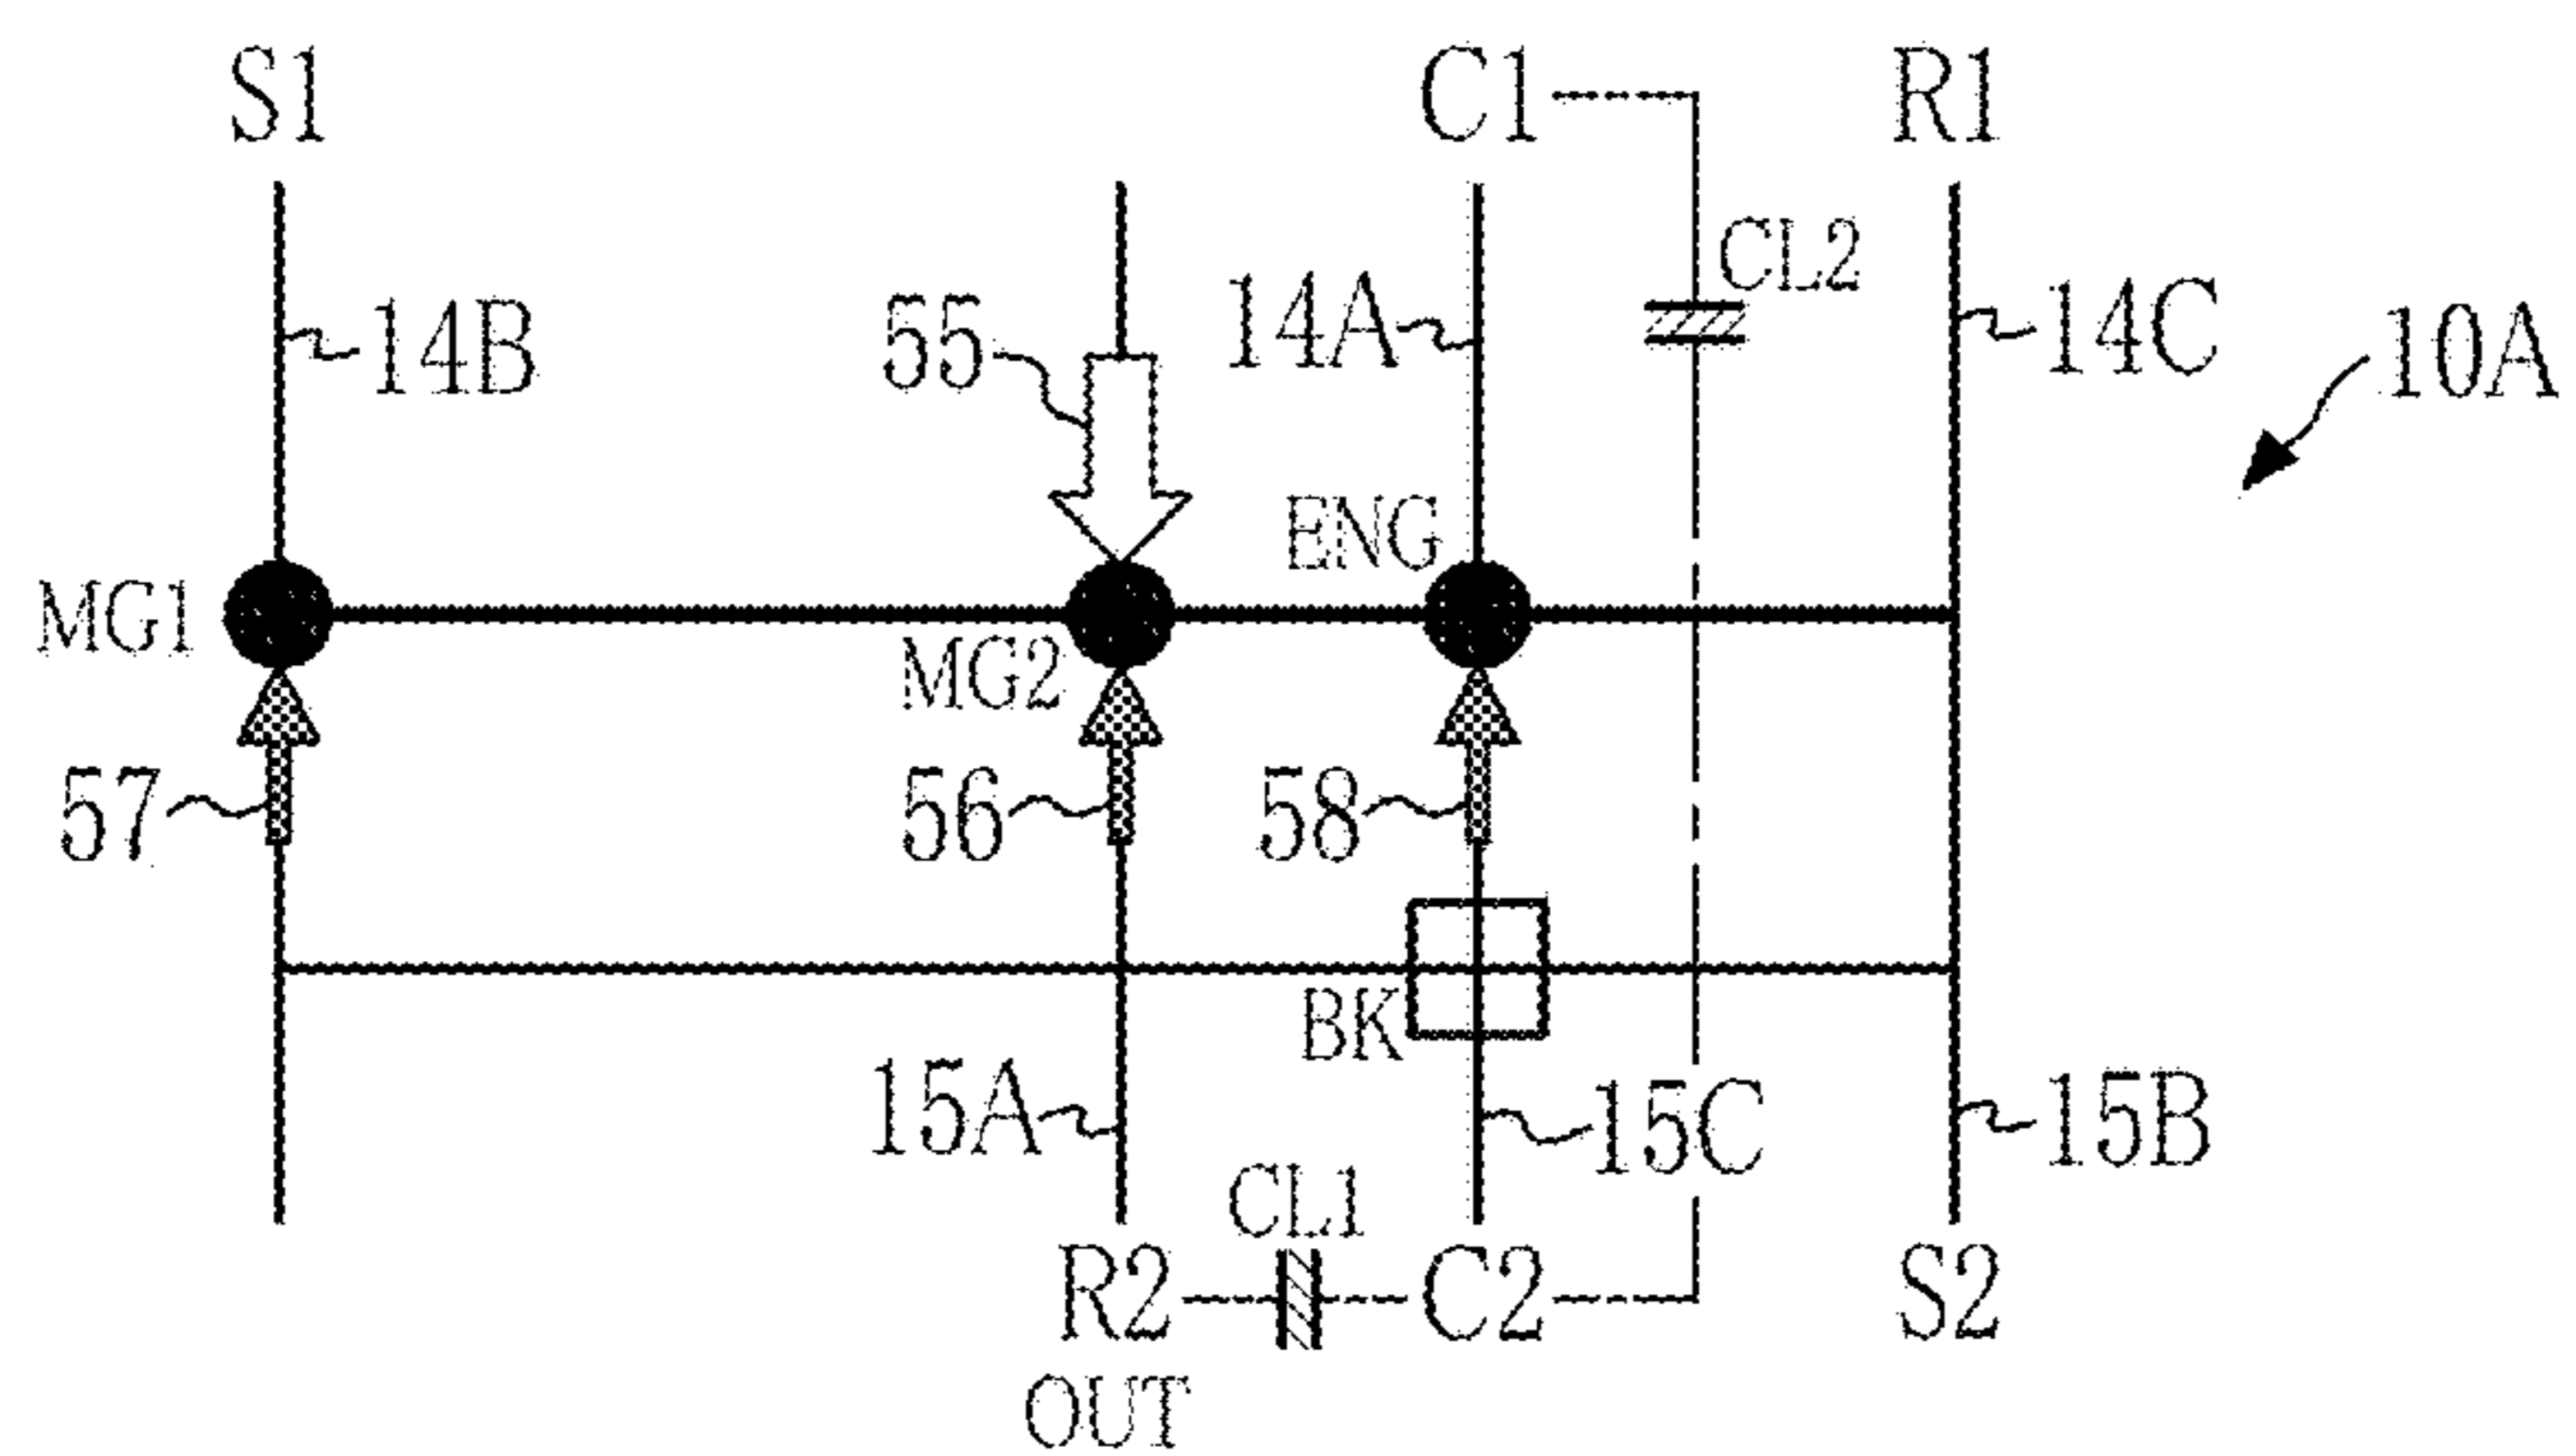 S1 C1 R1
CL2
55 14A 14C
14B 10A
ENG
MG1 MG2
57 56 58
BK
15A 15C 15B
CL1
R2 C2 S2
OUT